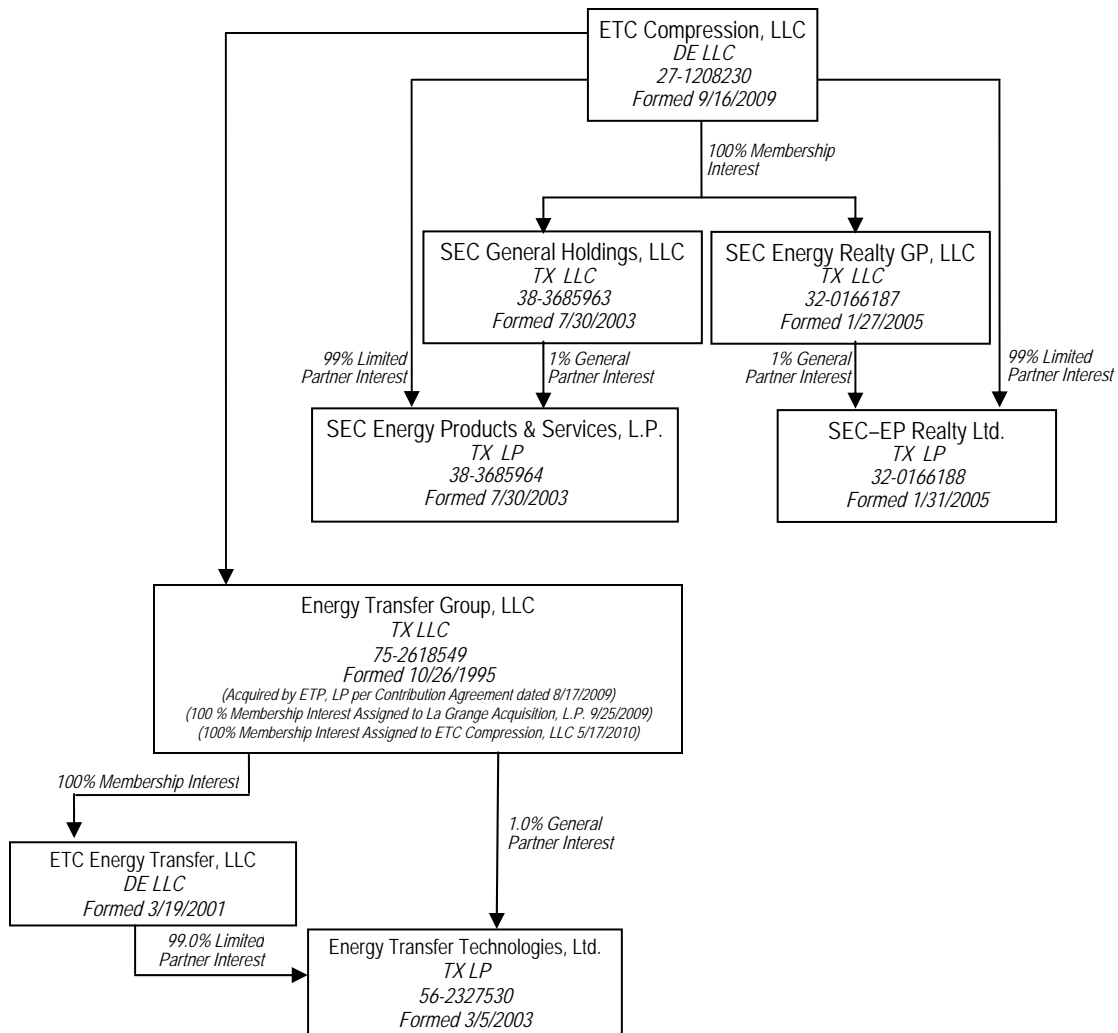 ETC Compression, LLC
DE LLC
27-1208230
Formed 9/16/2009
100% Membership
Interest
SEC General Holdings, LLC
TX LLC
38-3685963
Formed 7/30/2003
SEC Energy Realty GP, LLC
TX LLC
32-0166187
Formed 1/27/2005
99% Limited
Partner Interest
1% General
Partner Interest
1% General
Partner Interest
99% Limited
Partner Interest
SEC Energy Products & Services, L.P.
TX LP
38-3685964
Formed 7/30/2003
SEC–EP Realty Ltd.
TX LP
32-0166188
Formed 1/31/2005
Energy Transfer Group, LLC
TX LLC
75-2618549
Formed 10/26/1995
(Acquired by ETP, LP per Contribution Agreement dated 8/17/2009)
(100 % Membership Interest Assigned to La Grange Acquisition, L.P. 9/25/2009)
(100% Membership Interest Assigned to ETC Compression, LLC 5/17/2010)
100% Membership Interest
1.0% General
Partner Interest
ETC Energy Transfer, LLC
DE LLC
Formed 3/19/2001
99.0% Limited
Partner Interest
Energy Transfer Technologies, Ltd.
TX LP
56-2327530
Formed 3/5/2003